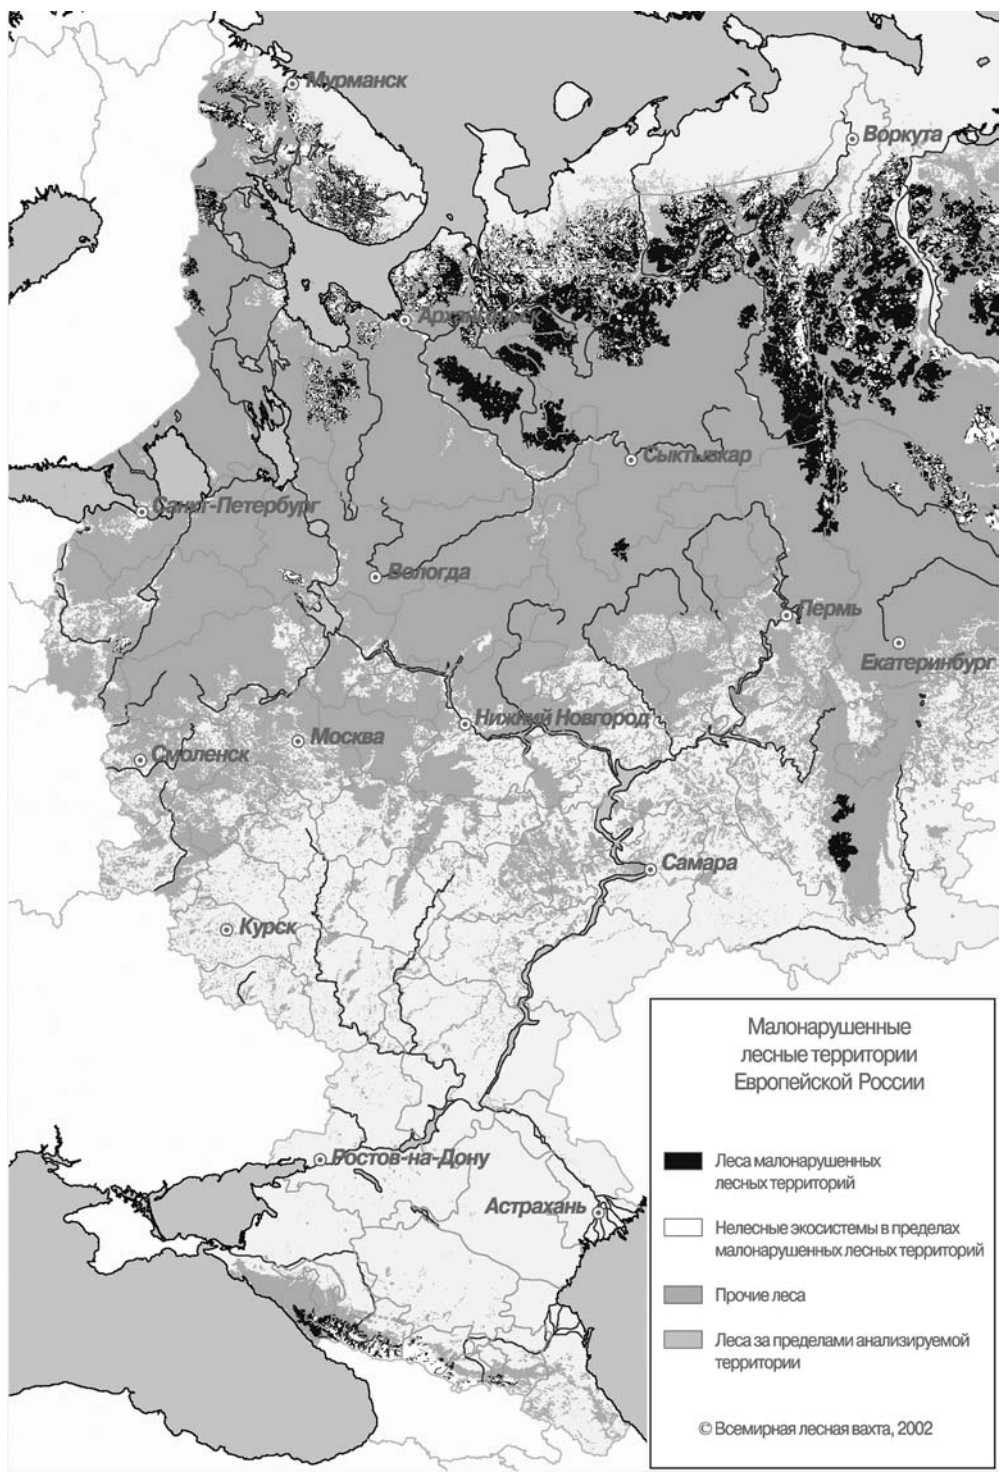 Мурманск
Воркута
Архангельск
Сыктывкар
Санкт-Петербург
Вологда
Пермь
Екатеринбург
Нижний Новгород
Москва
Смоленск
Самара
Курск
Ростов-на-Дону
Астрахань
Малонарушенные
лесные территории
Европейской России
Леса малонарушенных
лесных территорий
Нелесные экосистемы в пределах
малонарушенных лесных территорий
Прочие леса
Леса за пределами анализируемой
территории
© Всемирная лесная вахта, 2002